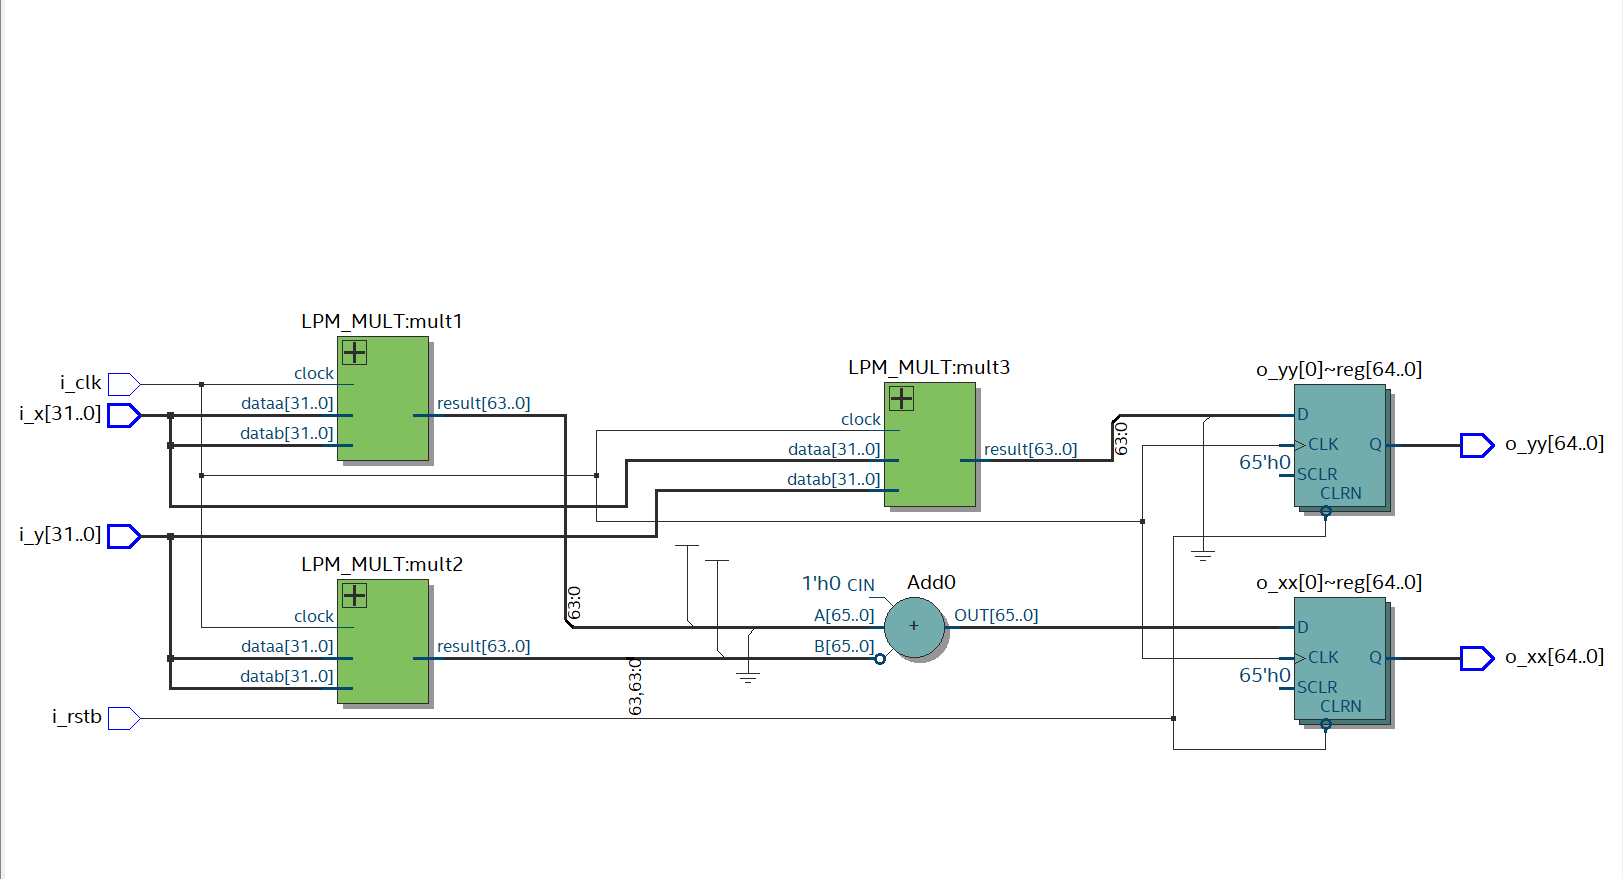 LPM_MULT:mult1
i_clk
clock
i_x[31..0]
dataa[31..0]
result[63..0]
datab[31..0]
LPM_MULT:mult3
clock
dataa[31..0]
result[63..0]
datab[31..0]
63:0
o_yy[0]~reg[64..0]
D
CLK
Q
65'h0
SCLR
CLRN
o_yy[64..0]
i_y[31..0]
LPM_MULT:mult2
clock
dataa[31..0]
result[63..0]
datab[31..0]
63:0
63,63:0
1'h0 CIN
Add0
A[65..0]
+
OUT[65..0]
B[65..0]
o_xx[0]~reg[64..0]
D
CLK
Q
65'h0
SCLR
CLRN
o_xx[64..0]
i_rstb